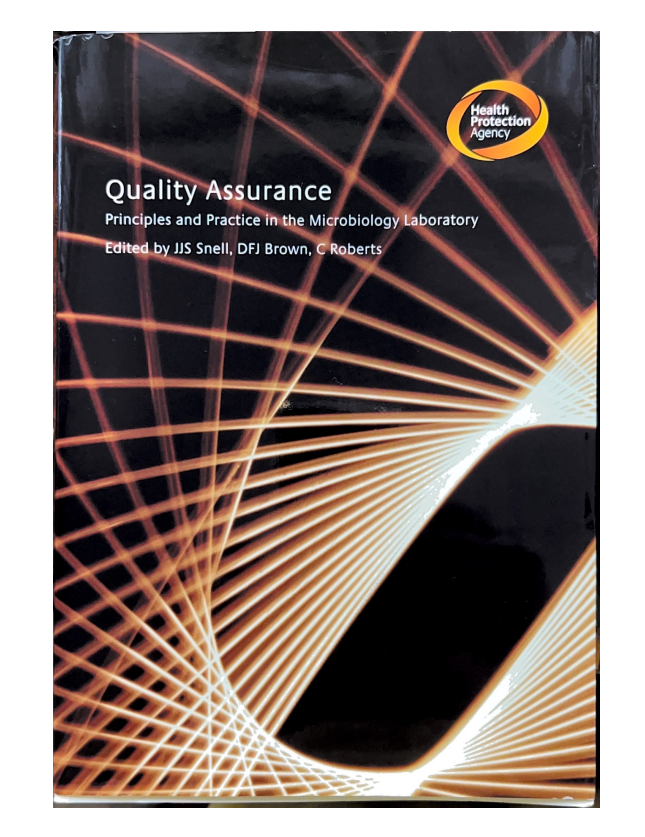 Health
Protection
Agency
Quality Assurance
Principles and Practice in the Microbiology Laboratory
Edited by JJS Snell, DFJ Brown, C Roberts